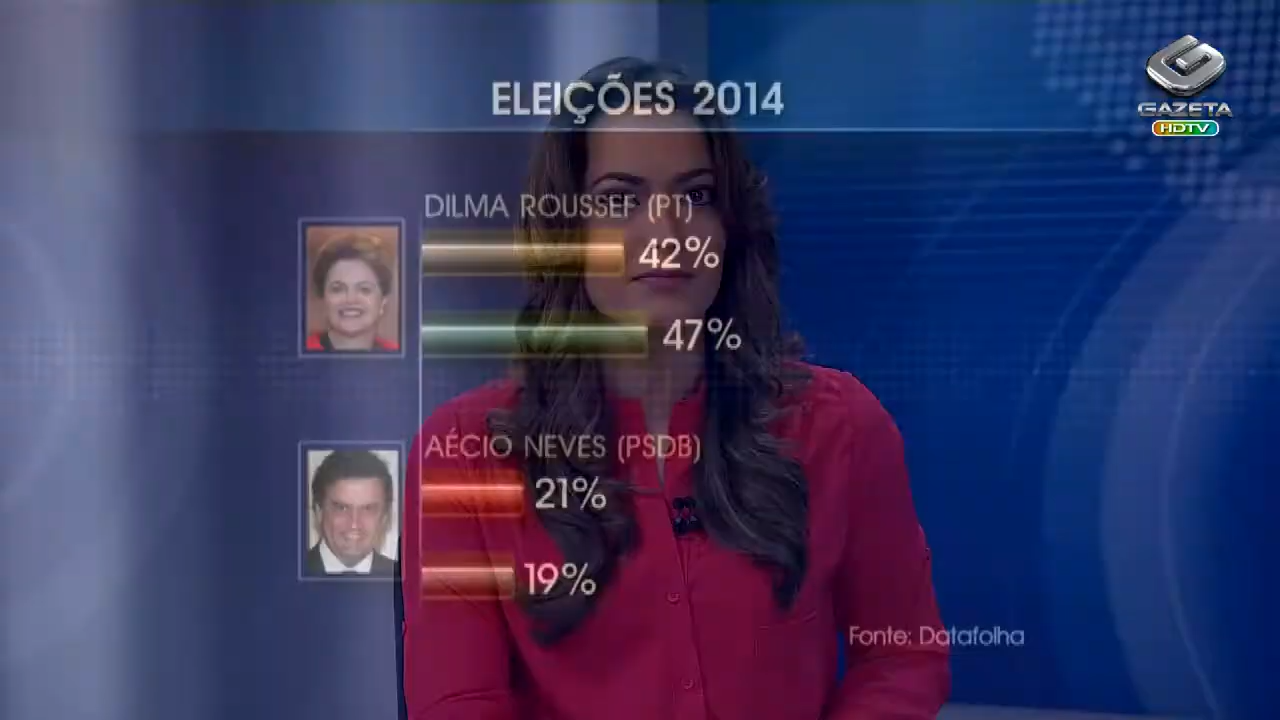 ELEIÇÕES 2014
GAZETA
HDTV
DILMA ROUSSEF (PT)
42%
47%
AÉCIO NEVES (PSDB)
21%
19%
Fonte: Datafolha